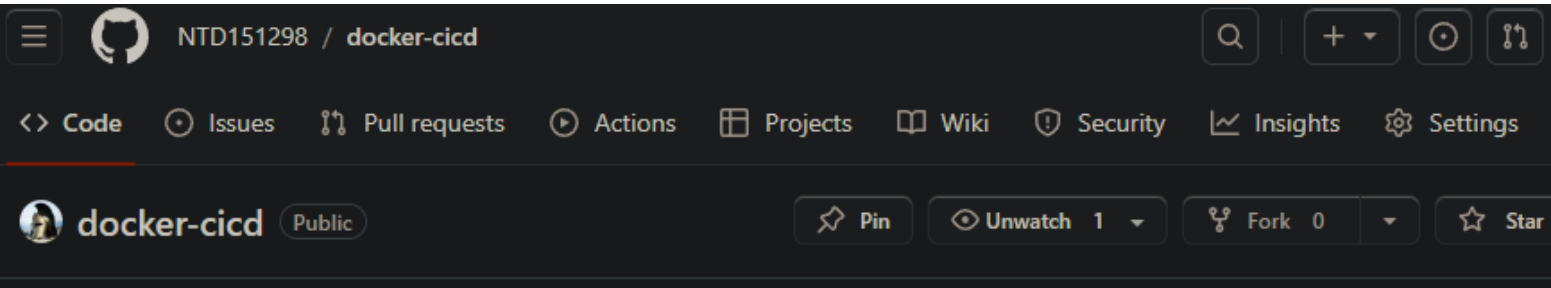 NTD151298 / docker-cicd
<> Code Issues Pull requests Actions Projects Wiki Security Insights Settings
docker-cicd Public Pin Unwatch 1 Fork 0 Star